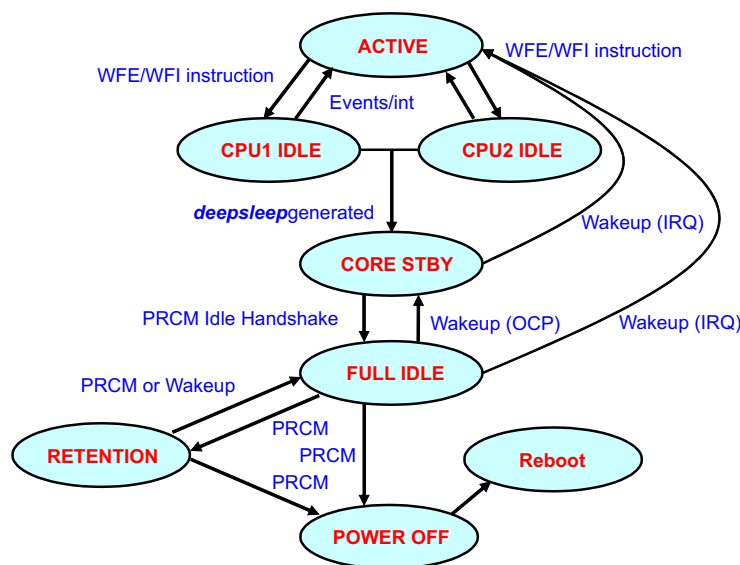 ACTIVE
WFE/WFI instruction
WFE/WFI instruction
Events/int
CPU1 IDLE
CPU2 IDLE
deepsleepgenerated
Wakeup (IRQ)
CORE STBY
PRCM Idle Handshake
Wakeup (OCP)
Wakeup (IRQ)
FULL IDLE
PRCM or Wakeup
PRCM
PRCM
RETENTION
Reboot
PRCM
POWER OFF